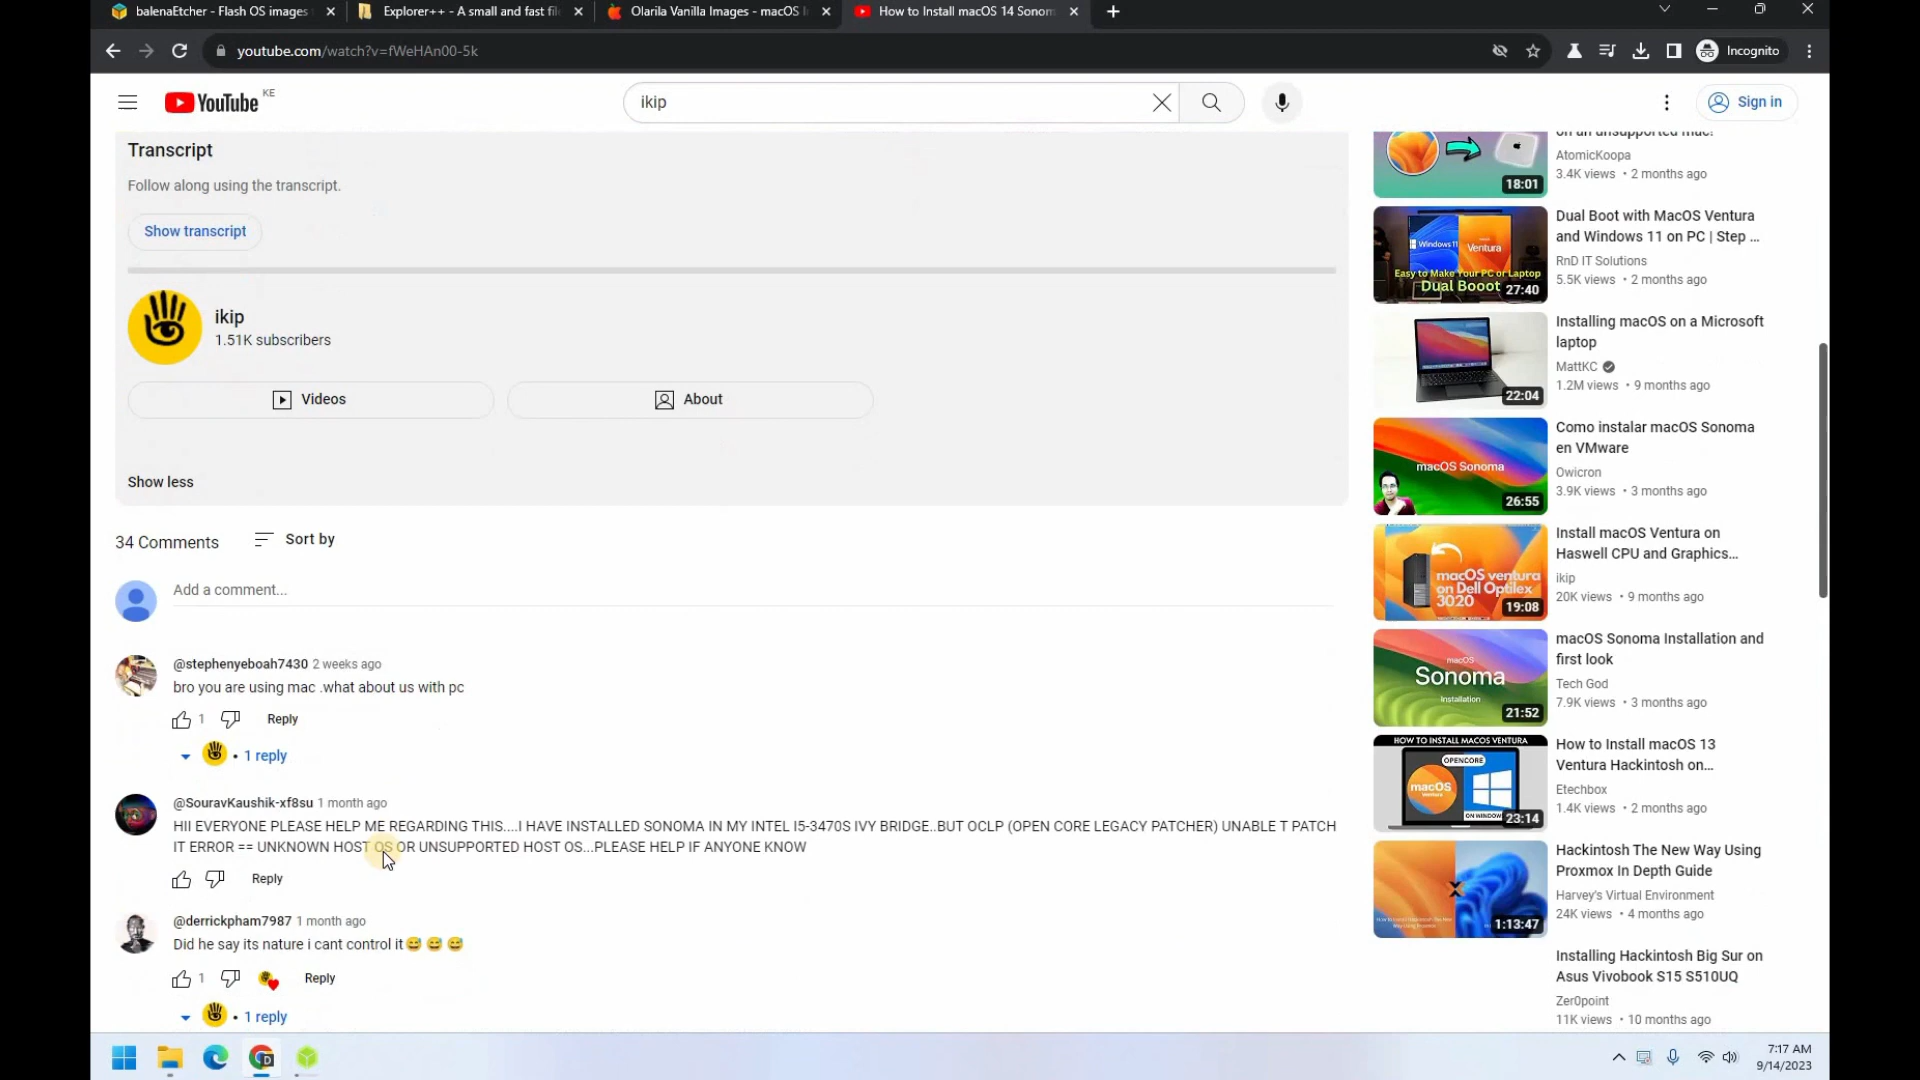 balenaEtcher - Flash OS images
Explorer++ - A small and fast fil
Olarila Vanilla Images - macOS I
How to Install macOS 14 Sonom
youtube.com/watch?v=fWeHAn00-5k
Incognito
YouTube KE
ikip
Sign in
Transcript
Follow along using the transcript.
Show transcript
ikip
1.51K subscribers
Videos
About
Show less
34 Comments
Sort by
Add a comment...
@stephenyeboah7430 2 weeks ago
bro you are using mac .what about us with pc
1 Reply
• 1 reply
@SouravKaushik-xf8su 1 month ago
HII EVERYONE PLEASE HELP ME REGARDING THIS....I HAVE INSTALLED SONOMA IN MY INTEL I5-3470S IVY BRIDGE..BUT OCLP (OPEN CORE LEGACY PATCHER) UNABLE T PATCH
IT ERROR == UNKNOWN HOST OS OR UNSUPPORTED HOST OS...PLEASE HELP IF ANYONE KNOW
Reply
@derrickpham7987 1 month ago
Did he say its nature i cant control it😅 😅 😅
1 Reply
• 1 reply
on an unsupported mac!
AtomicKoopa
3.4K views • 2 months ago
18:01
Windows 11
Ventura
Easy to Make Your PC or Laptop
Dual Booot
27:40
Dual Boot with MacOS Ventura
and Windows 11 on PC | Step ...
RnD IT Solutions
5.5K views • 2 months ago
22:04
Installing macOS on a Microsoft
laptop
MattKC
1.2M views • 9 months ago
macOS Sonoma
26:55
Como instalar macOS Sonoma
en VMware
Owicron
3.9K views • 3 months ago
macOS ventura
on Dell Optilex
3020
19:08
Install macOS Ventura on
Haswell CPU and Graphics...
ikip
20K views • 9 months ago
macOS
Sonoma
Installation
21:52
macOS Sonoma Installation and
first look
Tech God
7.9K views • 3 months ago
HOW TO INSTALL MACOS VENTURA
OPENCORE
macOS
Ventura
ON WINDOW
23:14
How to Install macOS 13
Ventura Hackintosh on...
Etechbox
1.4K views • 2 months ago
1:13:47
Hackintosh The New Way Using
Proxmox In Depth Guide
Harvey's Virtual Environment
24K views • 4 months ago
Installing Hackintosh Big Sur on
Asus Vivobook S15 S510UQ
Zer0point
11K views • 10 months ago
7:17 AM
9/14/2023